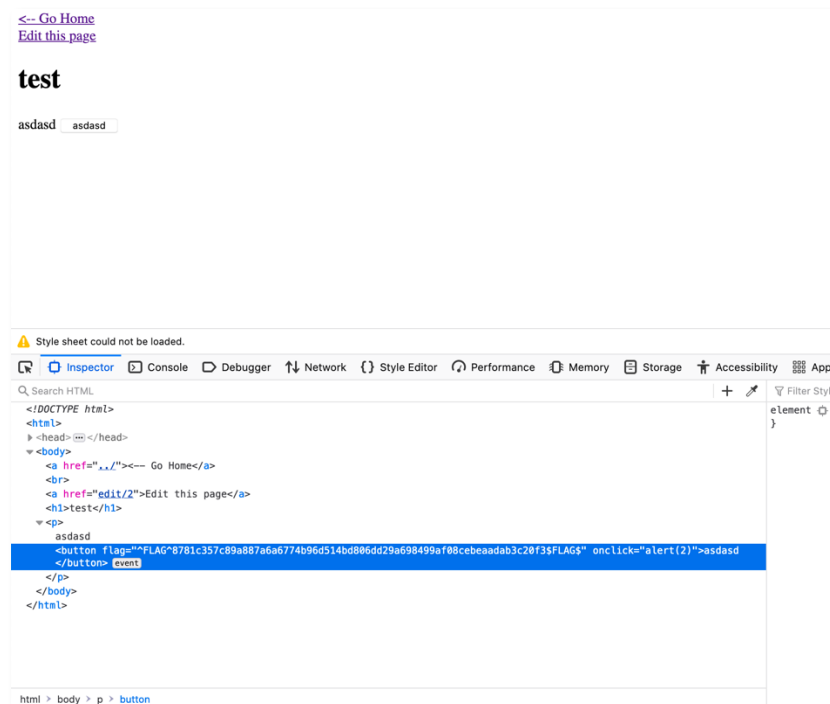 <-- Go Home
Edit this page
test
asdasd asdasd
Style sheet could not be loaded.
Inspector Console Debugger Network {} Style Editor Performance Memory Storage Accessibility App
Search HTML + Filter Styl
<!DOCTYPE html>
<html>
<head>⋯</head>
<body>
<a href="../"><-- Go Home</a>
<br>
<a href="edit/2">Edit this page</a>
<h1>test</h1>
<p>
asdasd
<button flag="^FLAG^8781c357c89a887a6a6774b96d514bd806dd29a698499af08cebeaadab3c20f3$FLAG$" onclick="alert(2)">asdasd
</button> event
</p>
</body>
</html>
element
}
html > body > p > button